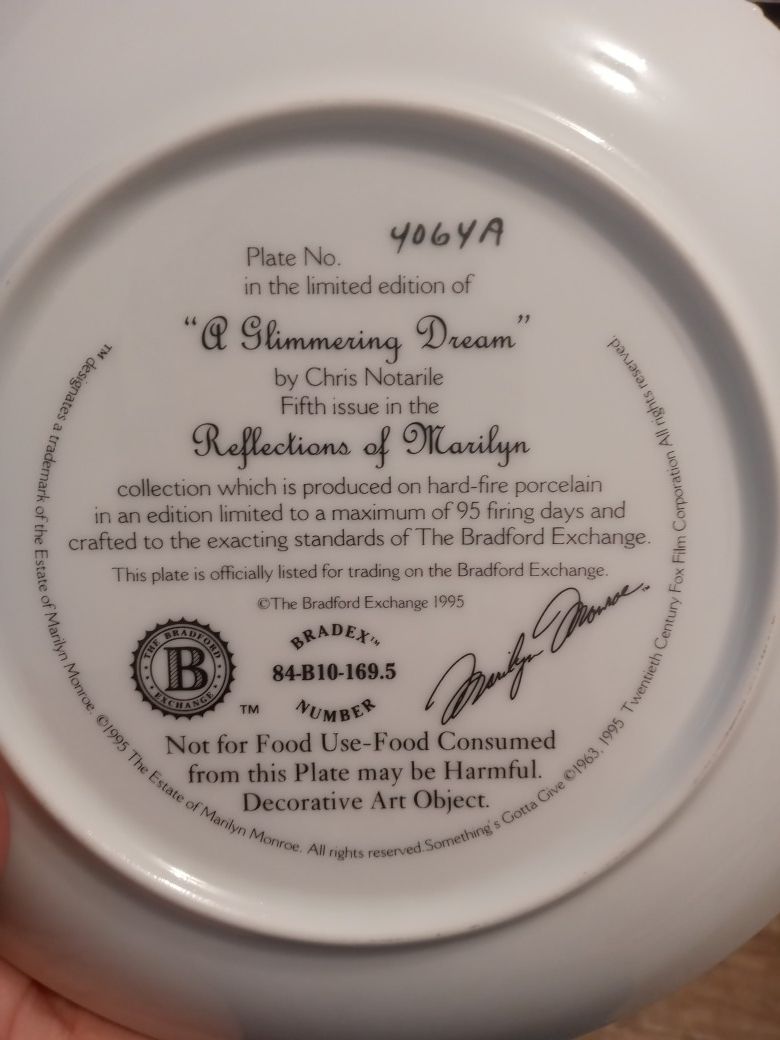 Plate No. 4064A
in the limited edition of
“A Glimmering Dream”
by Chris Notarile
Fifth issue in the
Reflections of Marilyn
collection which is produced on hard-fire porcelain
in an edition limited to a maximum of 95 firing days and
crafted to the exacting standards of The Bradford Exchange.
This plate is officially listed for trading on the Bradford Exchange.
©The Bradford Exchange 1995
THE BRADFORD
B
EXCHANGE
TM
BRADEX™
84-B10-169.5
NUMBER
Marilyn Monroe
Not for Food Use-Food Consumed
from this Plate may be Harmful.
Decorative Art Object.
™ designates a trademark of the Estate of Marilyn Monroe. ©1995 The Estate of Marilyn Monroe. All rights reserved. Something's Gotta Give ©1963, 1995 Twentieth Century Fox Film Corporation All rights reserved.